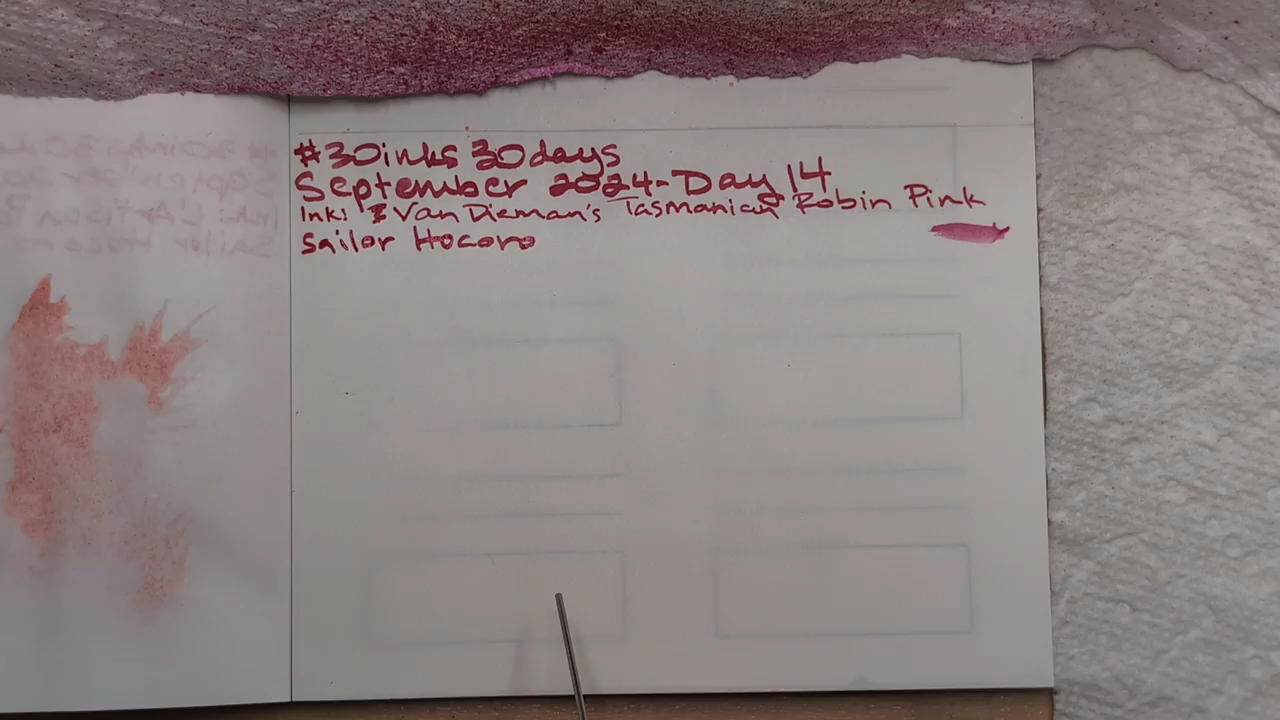 #30inks 30days
September 2024-Day 14
Ink: Van Dieman's Tasmanian Robin Pink
Sailor Hocoro